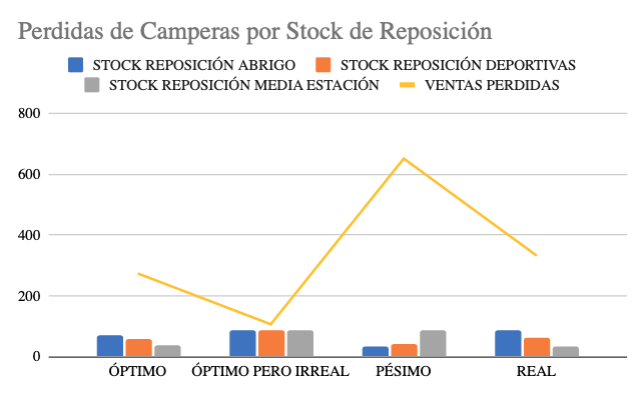 Perdidas de Camperas por Stock de Reposición
STOCK REPOSICIÓN ABRIGO STOCK REPOSICIÓN DEPORTIVAS
STOCK REPOSICIÓN MEDIA ESTACIÓN VENTAS PERDIDAS
800
600
400
200
0
ÓPTIMO ÓPTIMO PERO IRREAL PÉSIMO REAL